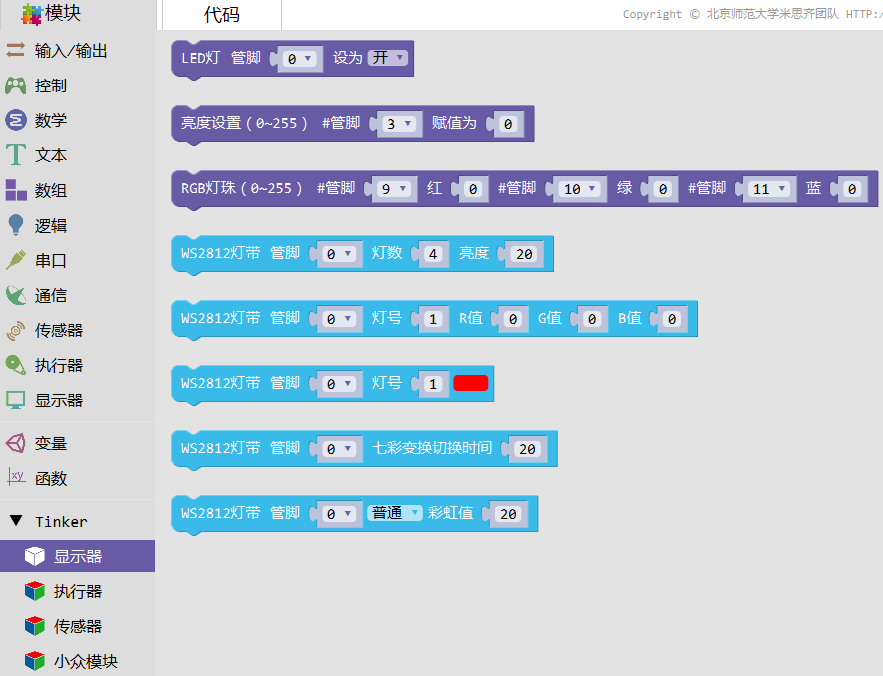 模块
代码
Copyright © 北京师范大学米思齐团队 HTTP:/
输入/输出
控制
数学
文本
数组
逻辑
串口
通信
传感器
执行器
显示器
变量
xy
函数
Tinker
显示器
执行器
传感器
小众模块
LED灯 管脚 0 设为 开
亮度设置(0~255) #管脚 3 赋值为 0
RGB灯珠(0~255) #管脚 9 红 0 #管脚 10 绿 0 #管脚 11 蓝 0
WS2812灯带 管脚 0 灯数 4 亮度 20
WS2812灯带 管脚 0 灯号 1 R值 0 G值 0 B值 0
WS2812灯带 管脚 0 灯号 1
WS2812灯带 管脚 0 七彩变换切换时间 20
WS2812灯带 管脚 0 普通 彩虹值 20